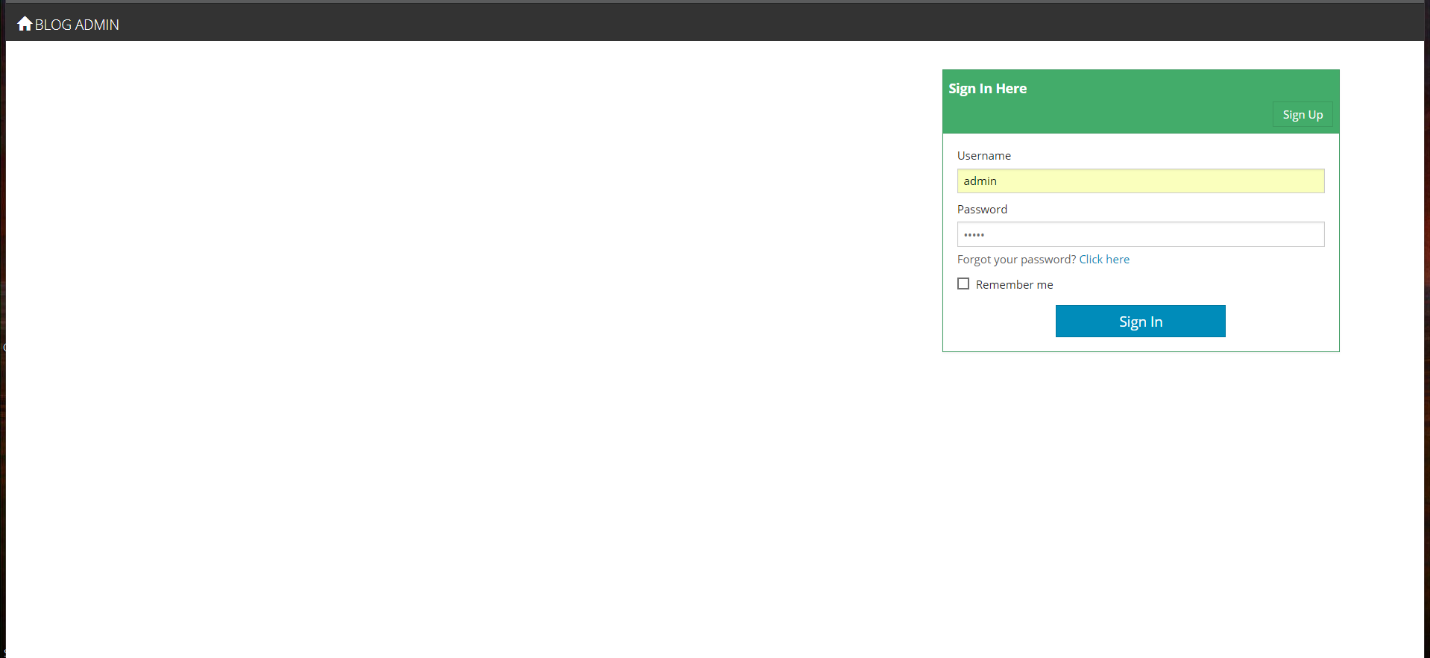 BLOG ADMIN
Sign In Here
Sign Up
Username
admin
Password
•••••
Forgot your password? Click here
Remember me
Sign In